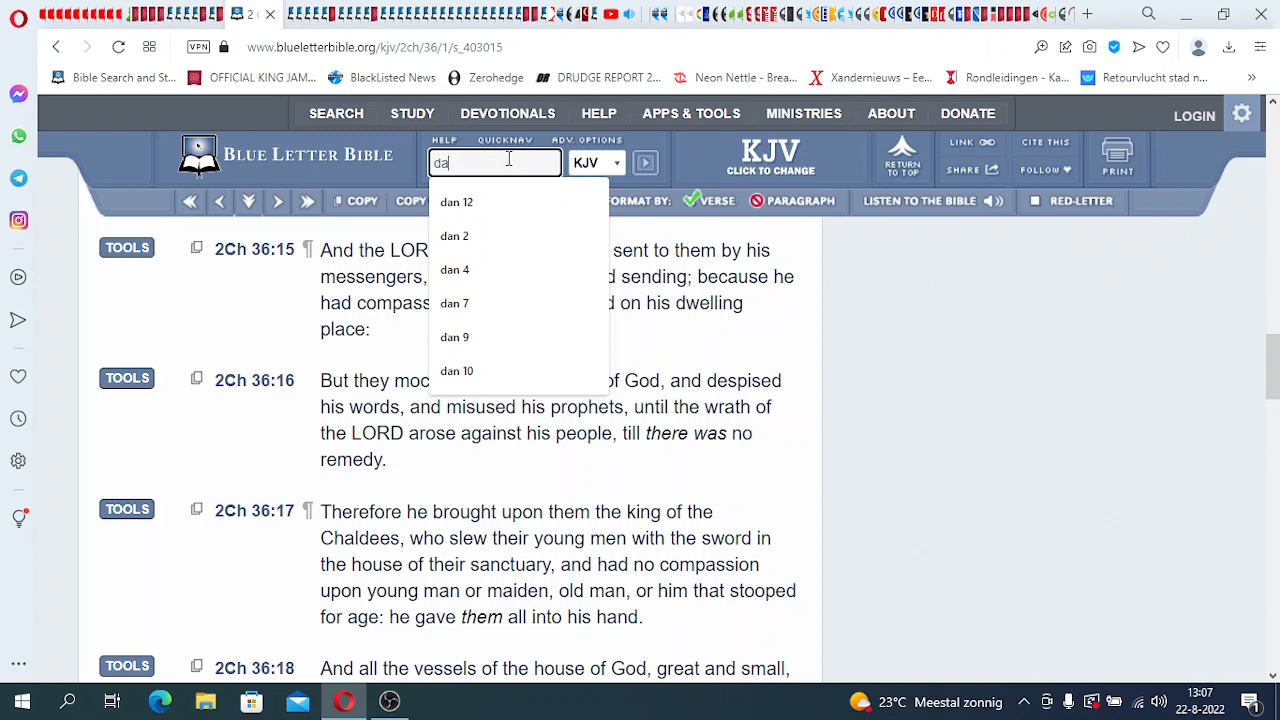 2
www.blueletterbible.org/kjv/2ch/36/1/s_403015
VPN
Bible Search and St...
OFFICIAL KING JAM...
BlackListed News
Zerohedge
DRUDGE REPORT 2...
Neon Nettle - Brea...
Xandernieuws – Ee...
Rondleidingen - Ka...
Retourvlucht stad n...
SEARCH
STUDY
DEVOTIONALS
HELP
APPS & TOOLS
MINISTRIES
ABOUT
DONATE
LOGIN
BLUE LETTER BIBLE
HELP
QUICKNAV
ADV. OPTIONS
da
KJV
KJV
CLICK TO CHANGE
RETURN
TO TOP
LINK
CITE THIS
SHARE
FOLLOW
PRINT
COPY
COPY
FORMAT BY:
VERSE
PARAGRAPH
LISTEN TO THE BIBLE
RED-LETTER
dan 12
dan 2
dan 4
dan 7
dan 9
dan 10
TOOLS
2Ch 36:15
¶ And the LOR sent to them by his
messengers, d sending; because he
had compass d on his dwelling
place:
TOOLS
2Ch 36:16
But they moc of God, and despised
his words, and misused his prophets, until the wrath of
the LORD arose against his people, till there was no
remedy.
TOOLS
2Ch 36:17
¶ Therefore he brought upon them the king of the
Chaldees, who slew their young men with the sword in
the house of their sanctuary, and had no compassion
upon young man or maiden, old man, or him that stooped
for age: he gave them all into his hand.
TOOLS
2Ch 36:18
And all the vessels of the house of God, great and small,
23°C Meestal zonnig
13:07
22-8-2022